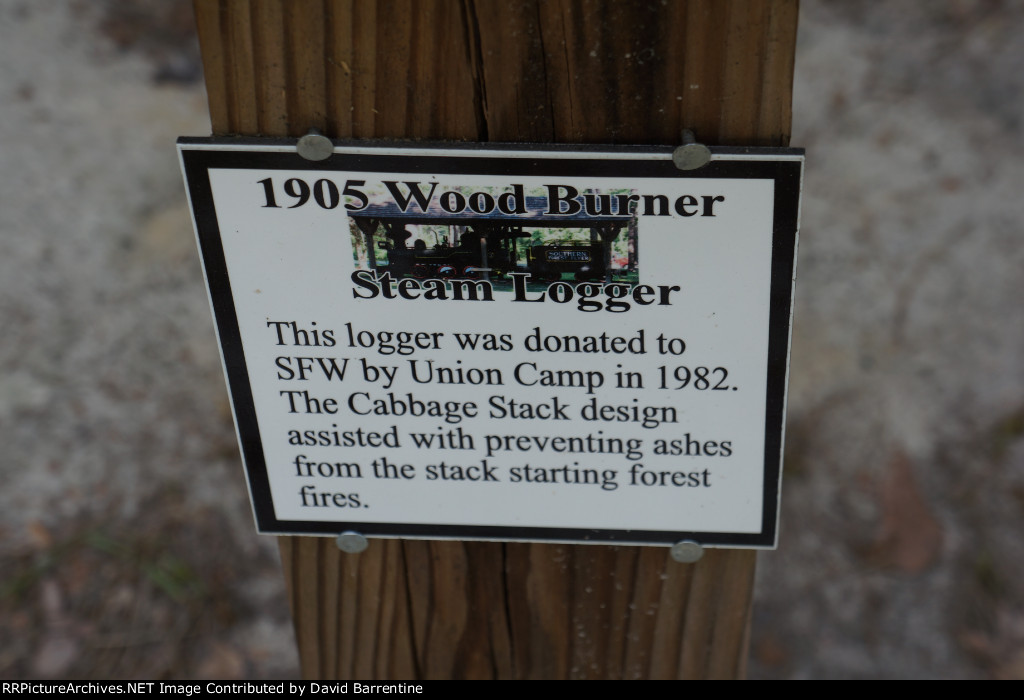 1905 Wood Burner
SOUTHERN
Steam Logger
This logger was donated to
SFW by Union Camp in 1982.
The Cabbage Stack design
assisted with preventing ashes
from the stack starting forest
fires.
RRPictureArchives.NET Image Contributed by David Barrentine